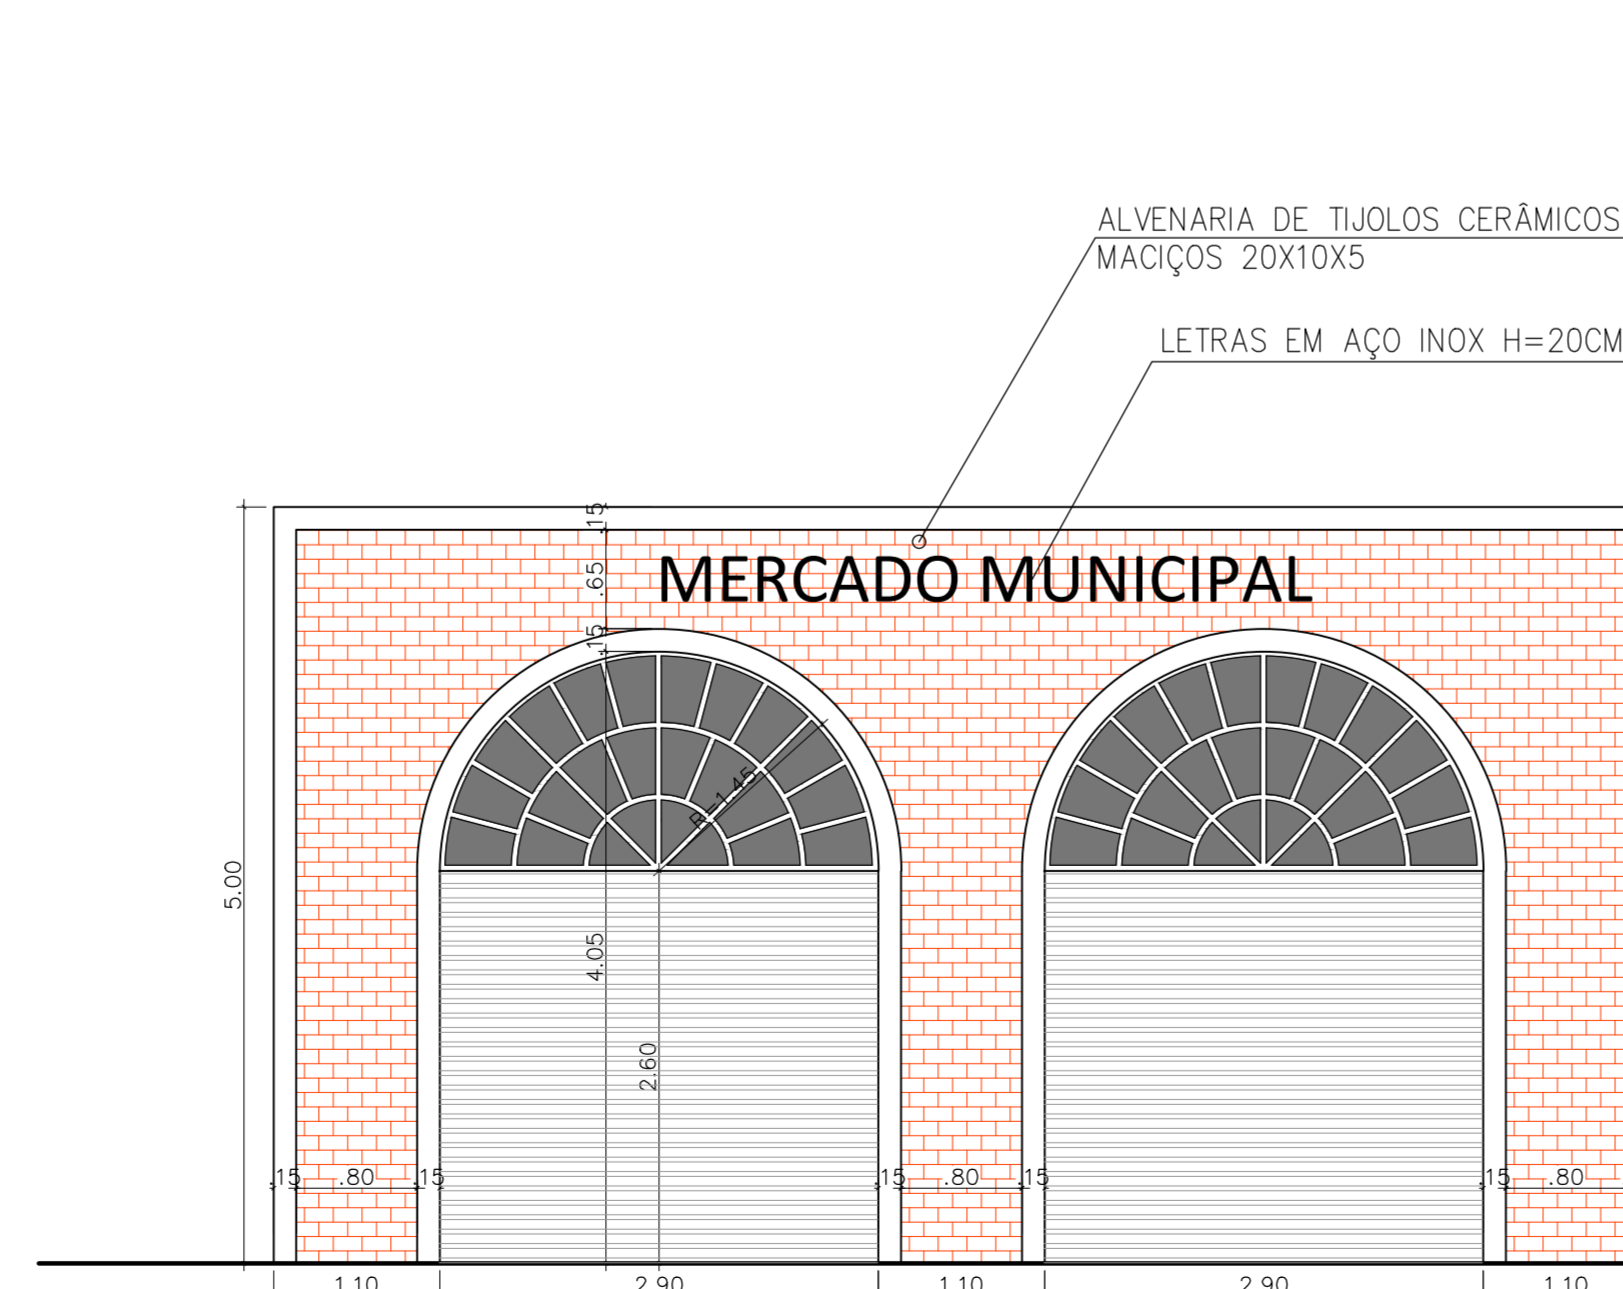 ALVENARIA DE TIJOLOS CERÂMICOS
MACIÇOS 20X10X5
LETRAS EM AÇO INOX H=20CM
.15
.65
MERCADO MUNICIPAL
.15
R=1.45
5.00
4.05
2.60
.15 .80 .15 .15 .80 .15 .15 .80
1.10 2.90 1.10 2.90 1.10